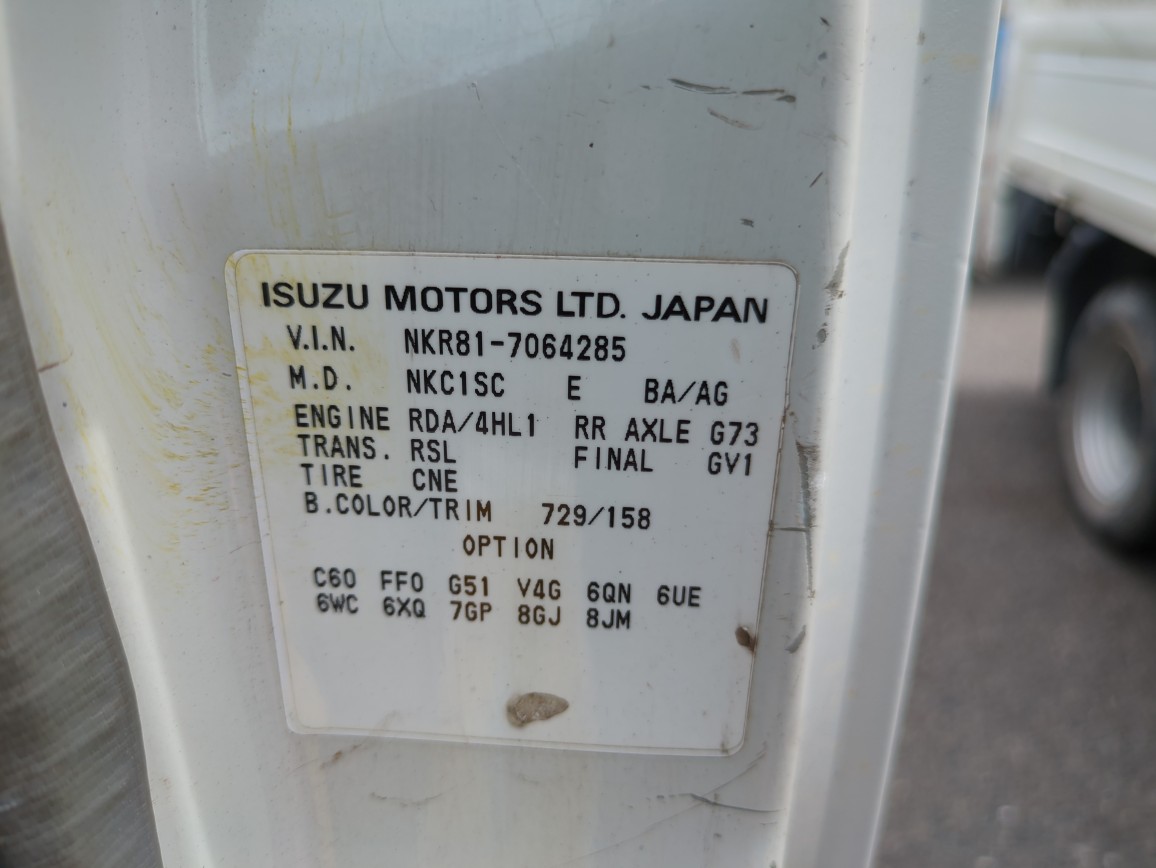 ISUZU MOTORS LTD. JAPAN
V.I.N. NKR81-7064285
M.D. NKC1SC E BA/AG
ENGINE RDA/4HL1 RR AXLE G73
TRANS. RSL FINAL GV1
TIRE CNE
B.COLOR/TRIM 729/158
OPTION
C60 FF0 G51 V4G 6QN 6UE
6WC 6XQ 7GP 8GJ 8JM